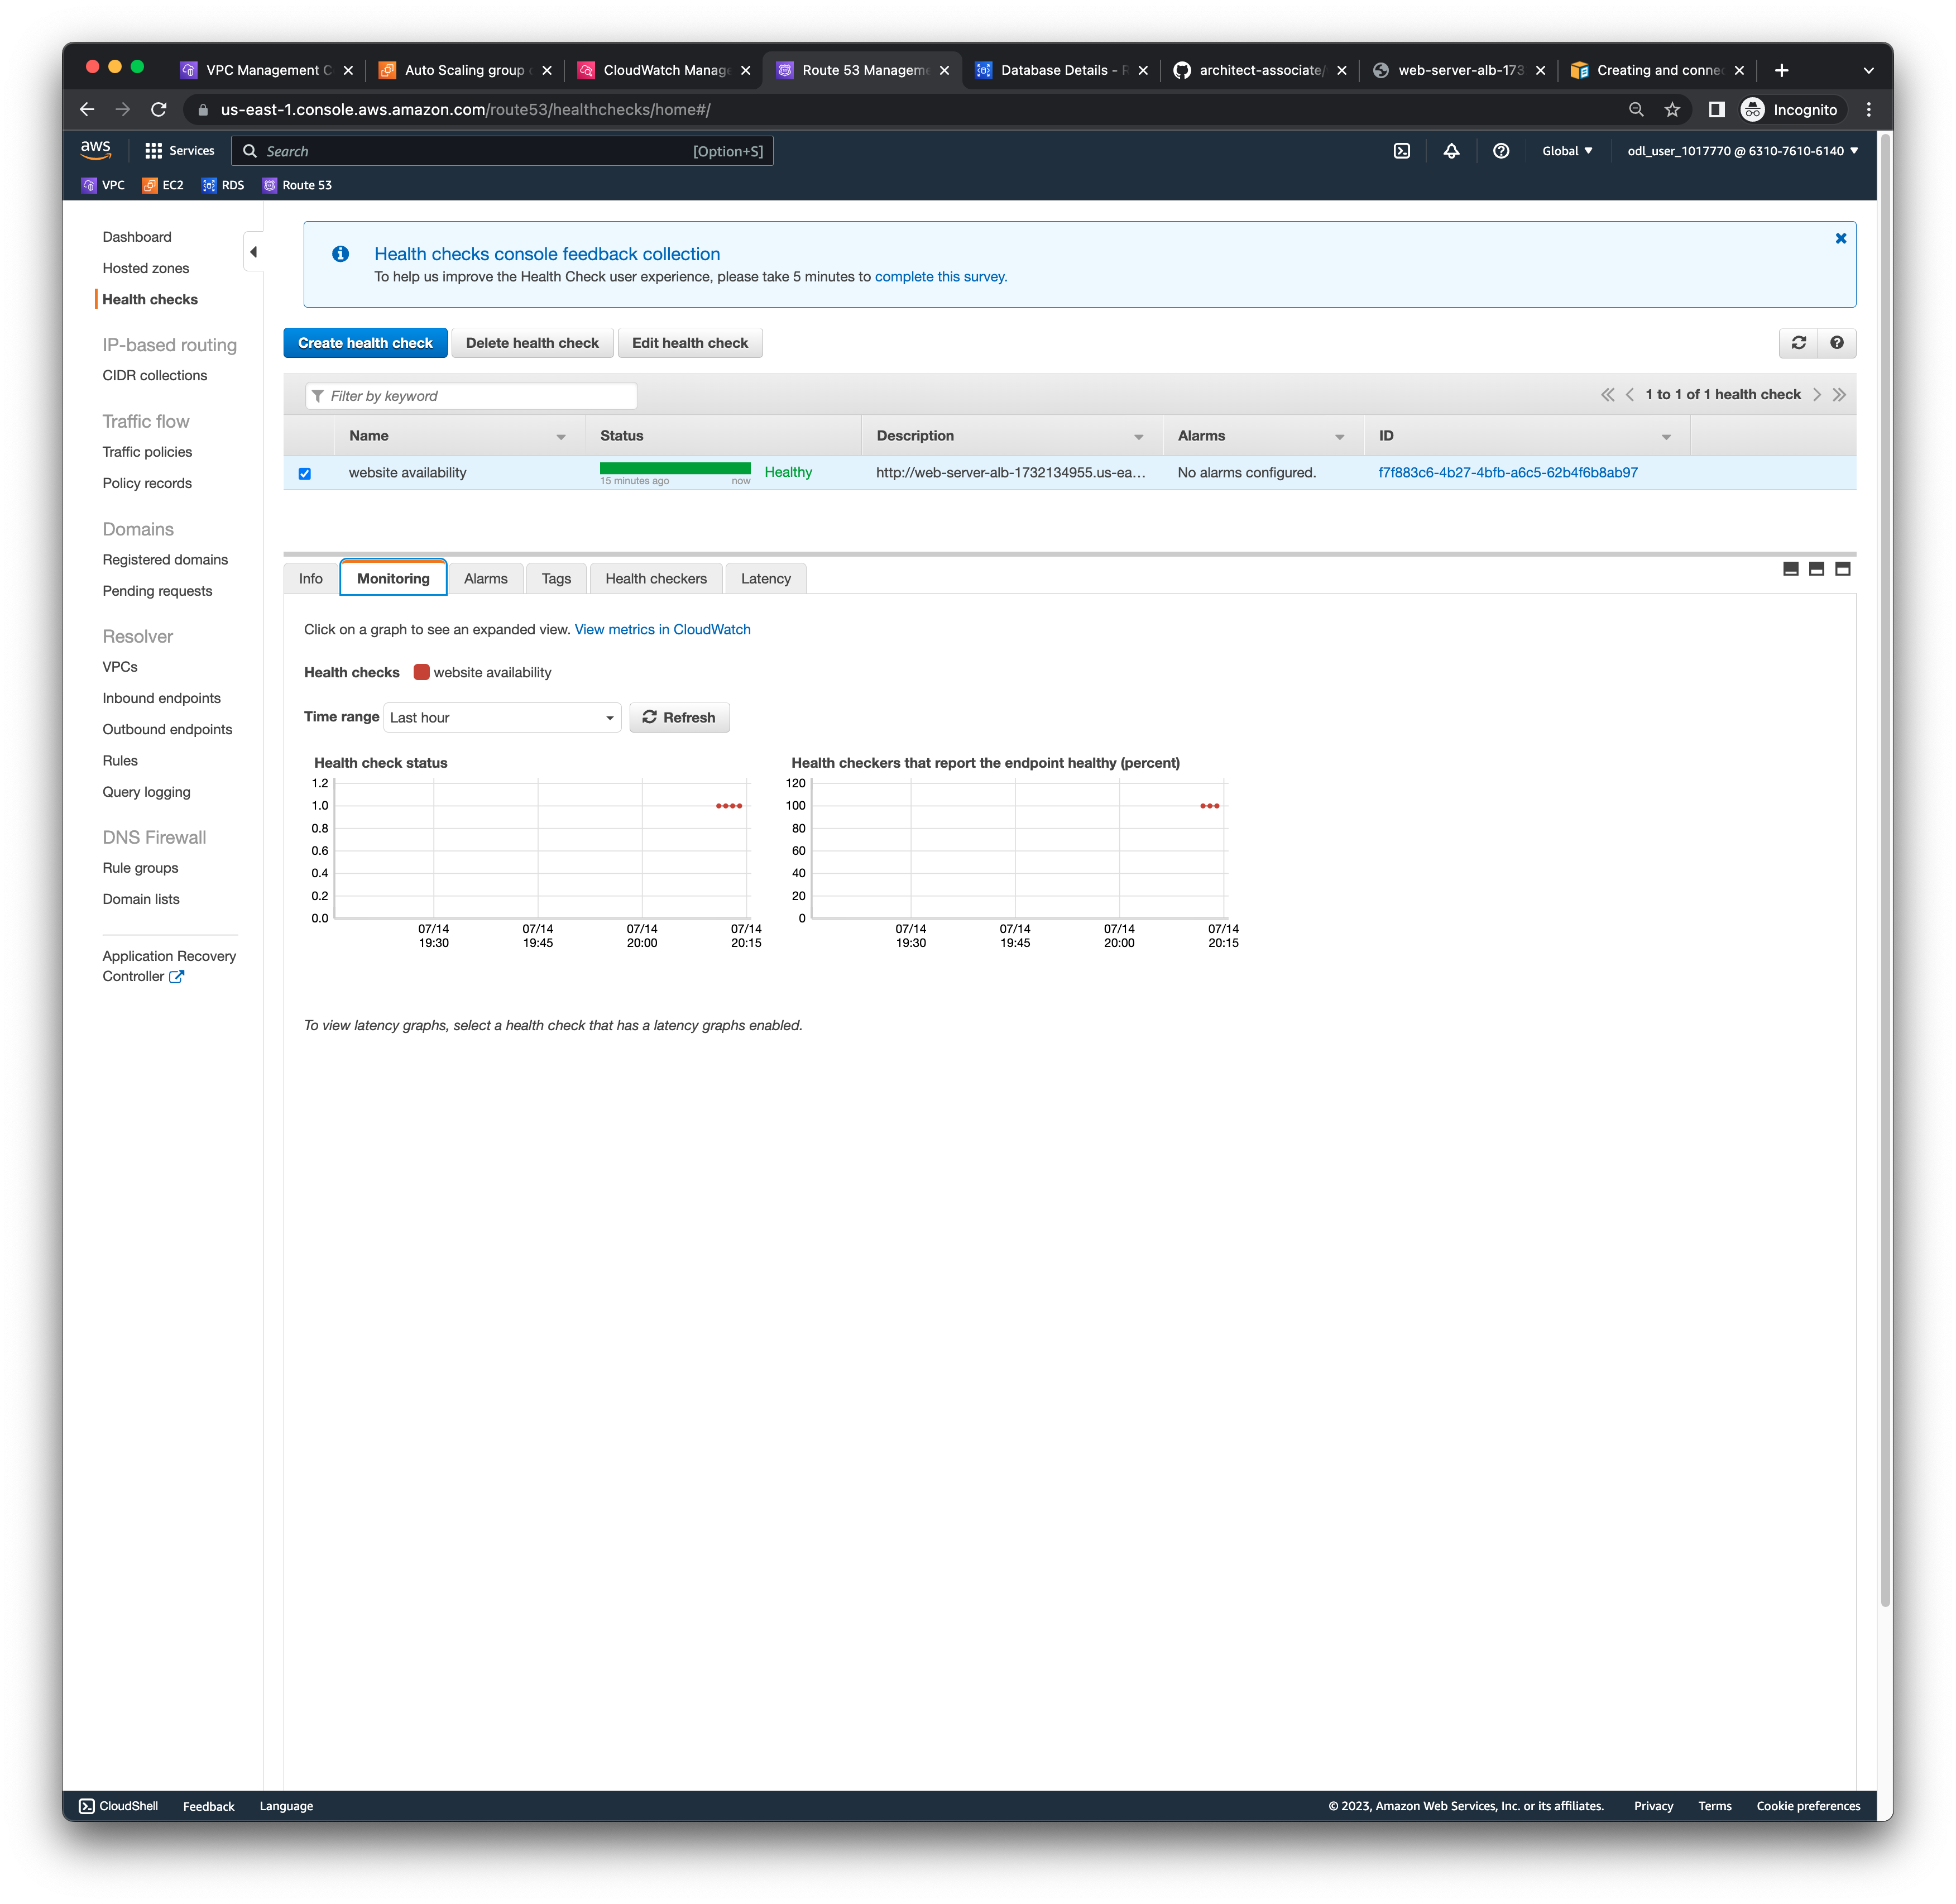 VPC Management C
Auto Scaling group
CloudWatch Manage
Route 53 Manageme
Database Details - R
architect-associate/
web-server-alb-173
Creating and connec
us-east-1.console.aws.amazon.com/route53/healthchecks/home#/
Incognito
aws
Services
Search
[Option+S]
Global
odl_user_1017770 @ 6310-7610-6140
VPC
EC2
RDS
Route 53
Dashboard
Hosted zones
Health checks
IP-based routing
CIDR collections
Traffic flow
Traffic policies
Policy records
Domains
Registered domains
Pending requests
Resolver
VPCs
Inbound endpoints
Outbound endpoints
Rules
Query logging
DNS Firewall
Rule groups
Domain lists
Application Recovery
Controller
Health checks console feedback collection
To help us improve the Health Check user experience, please take 5 minutes to complete this survey.
Create health check
Delete health check
Edit health check
Filter by keyword
1 to 1 of 1 health check
Name
Status
Description
Alarms
ID
website availability
15 minutes ago
now
Healthy
http://web-server-alb-1732134955.us-ea...
No alarms configured.
f7f883c6-4b27-4bfb-a6c5-62b4f6b8ab97
Info
Monitoring
Alarms
Tags
Health checkers
Latency
Click on a graph to see an expanded view. View metrics in CloudWatch
Health checks
website availability
Time range
Last hour
Refresh
Health check status
1.2
1.0
0.8
0.6
0.4
0.2
0.0
07/14
19:30
07/14
19:45
07/14
20:00
07/14
20:15
Health checkers that report the endpoint healthy (percent)
120
100
80
60
40
20
0
07/14
19:30
07/14
19:45
07/14
20:00
07/14
20:15
To view latency graphs, select a health check that has a latency graphs enabled.
CloudShell
Feedback
Language
© 2023, Amazon Web Services, Inc. or its affiliates.
Privacy
Terms
Cookie preferences